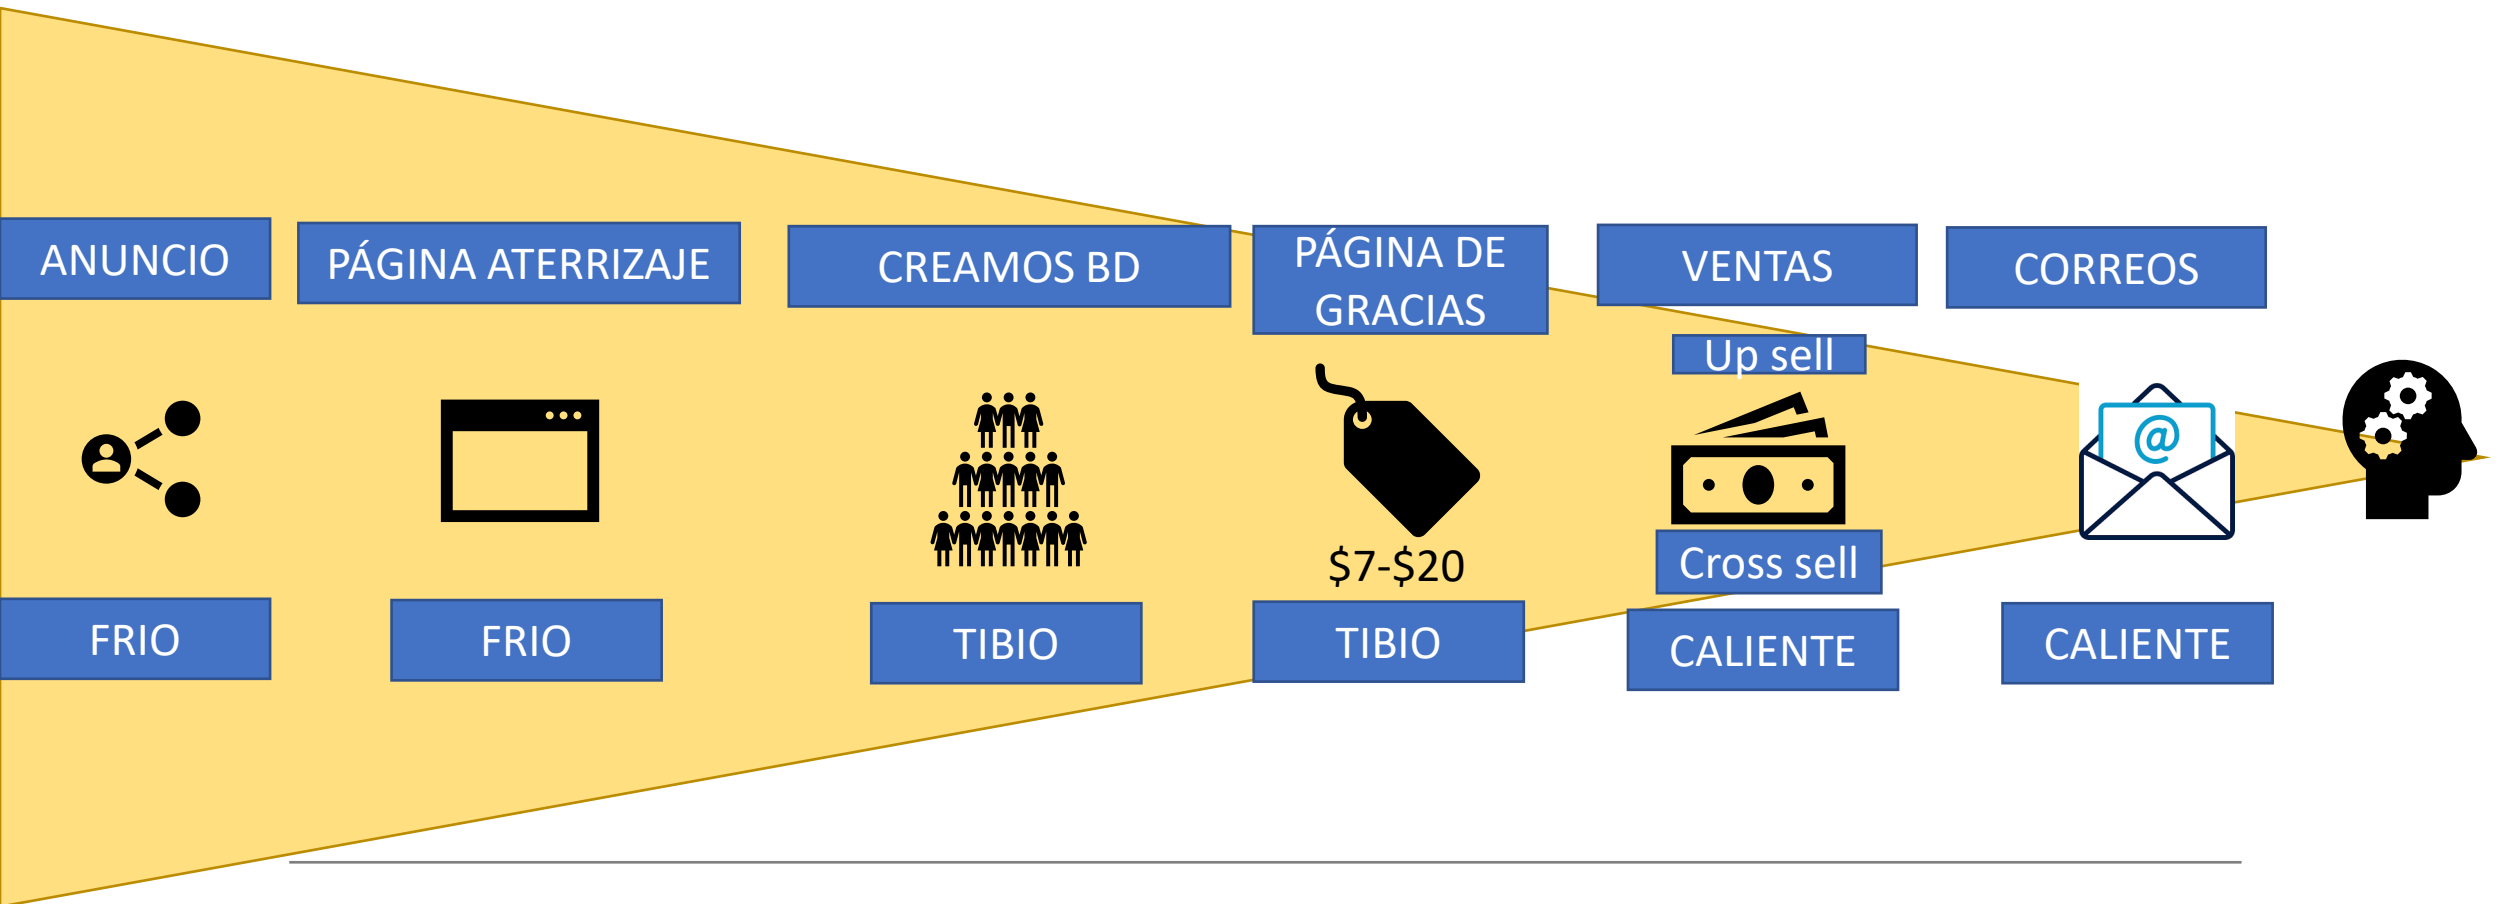 ANUNCIO
PÁGINA ATERRIZAJE
CREAMOS BD
PÁGINA DE
GRACIAS
VENTAS
CORREOS
Up sell
@
$7-$20
Cross sell
FRIO
FRIO
TIBIO
TIBIO
CALIENTE
CALIENTE